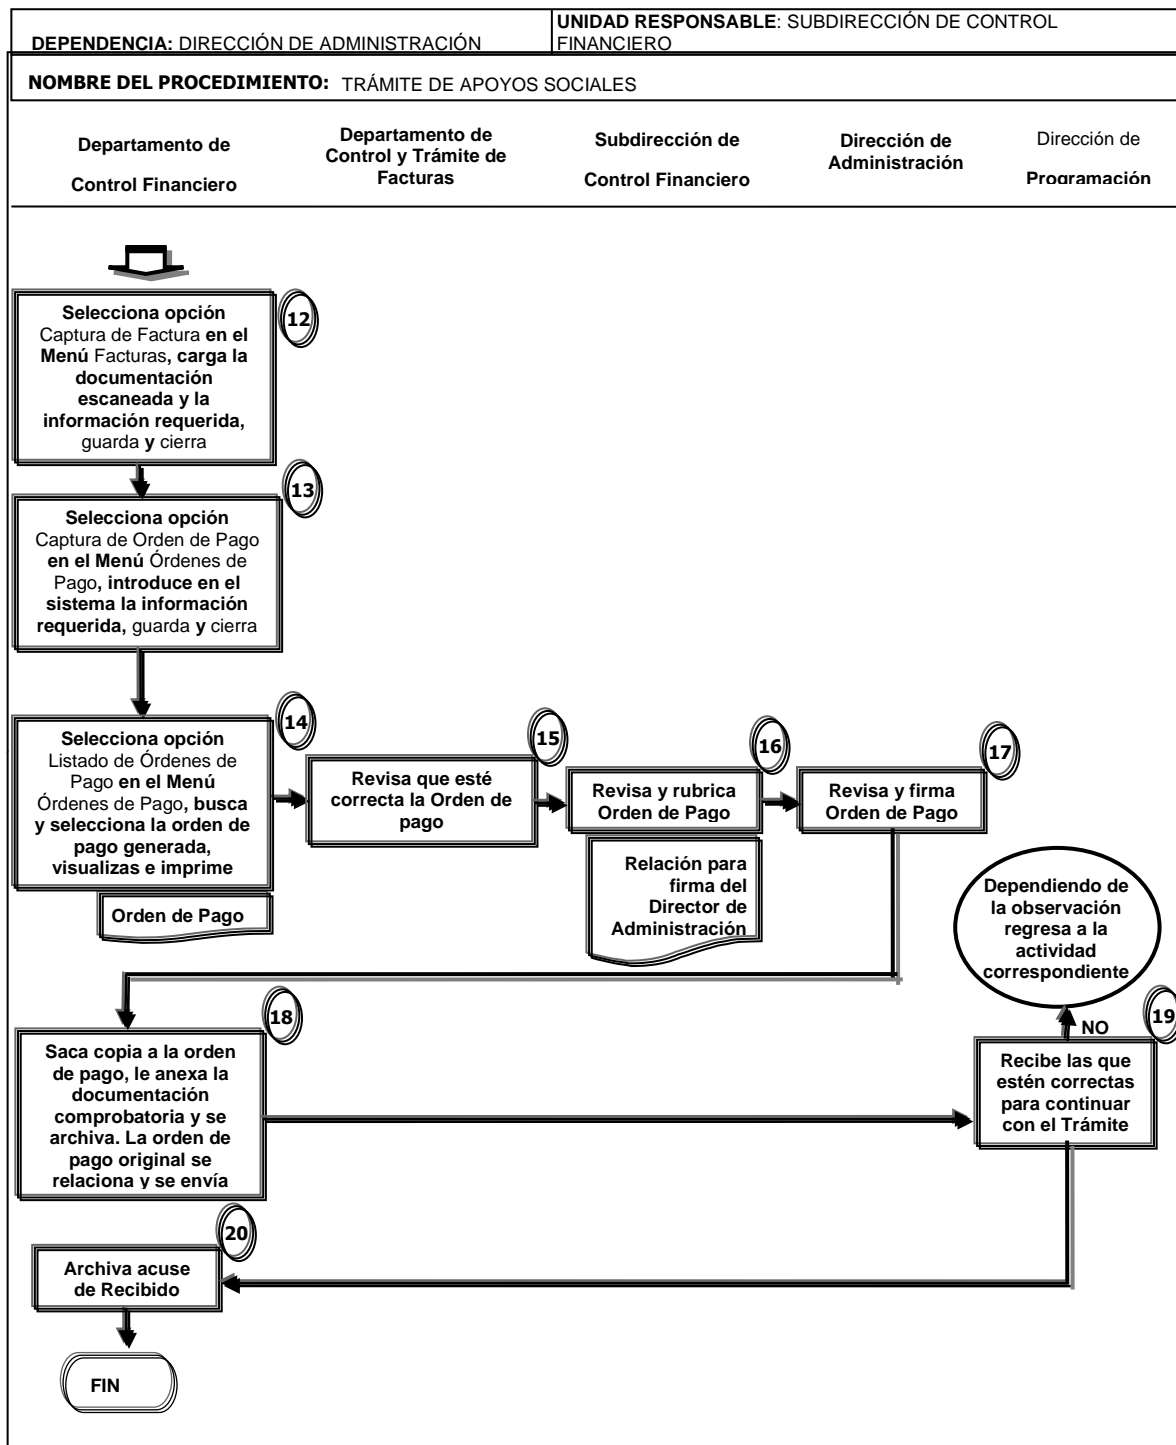 DEPENDENCIA: DIRECCIÓN DE ADMINISTRACIÓN
UNIDAD RESPONSABLE: SUBDIRECCIÓN DE CONTROL
FINANCIERO
NOMBRE DEL PROCEDIMIENTO: TRÁMITE DE APOYOS SOCIALES
Departamento de
Control Financiero
Departamento de
Control y Trámite de
Facturas
Subdirección de
Control Financiero
Dirección de
Administración
Dirección de
Programación
12
Selecciona opción
Captura de Factura en el
Menú Facturas, carga la
documentación
escaneada y la
información requerida,
guarda y cierra
13
Selecciona opción
Captura de Orden de Pago
en el Menú Órdenes de
Pago, introduce en el
sistema la información
requerida, guarda y cierra
14
Selecciona opción
Listado de Órdenes de
Pago en el Menú
Órdenes de Pago, busca
y selecciona la orden de
pago generada,
visualizas e imprime
Orden de Pago
15
Revisa que esté
correcta la Orden de
pago
16
Revisa y rubrica
Orden de Pago
Relación para
firma del
Director de
Administración
17
Revisa y firma
Orden de Pago
Dependiendo de
la observación
regresa a la
actividad
correspondiente
18
Saca copia a la orden
de pago, le anexa la
documentación
comprobatoria y se
archiva. La orden de
pago original se
relaciona y se envía
NO
19
Recibe las que
estén correctas
para continuar
con el Trámite
20
Archiva acuse
de Recibido
FIN